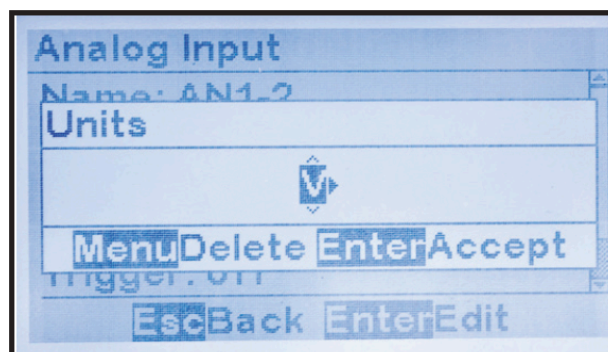 Analog Input
Name: AN1-2
Units
V
MenuDelete EnterAccept
Trigger: Off
EscBack EnterEdit